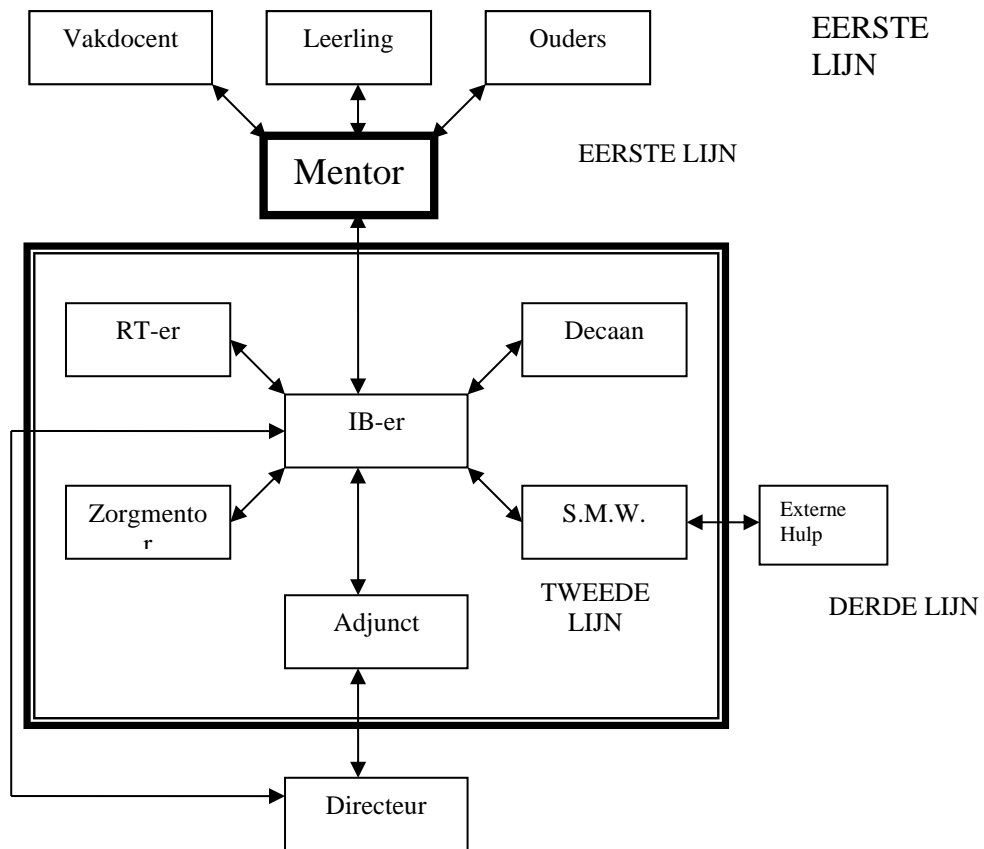 Vakdocent
Leerling
Ouders
EERSTE
LIJN
EERSTE LIJN
Mentor
RT-er
Decaan
IB-er
Zorgmento
r
S.M.W.
Externe
Hulp
TWEEDE
LIJN
DERDE LIJN
Adjunct
Directeur